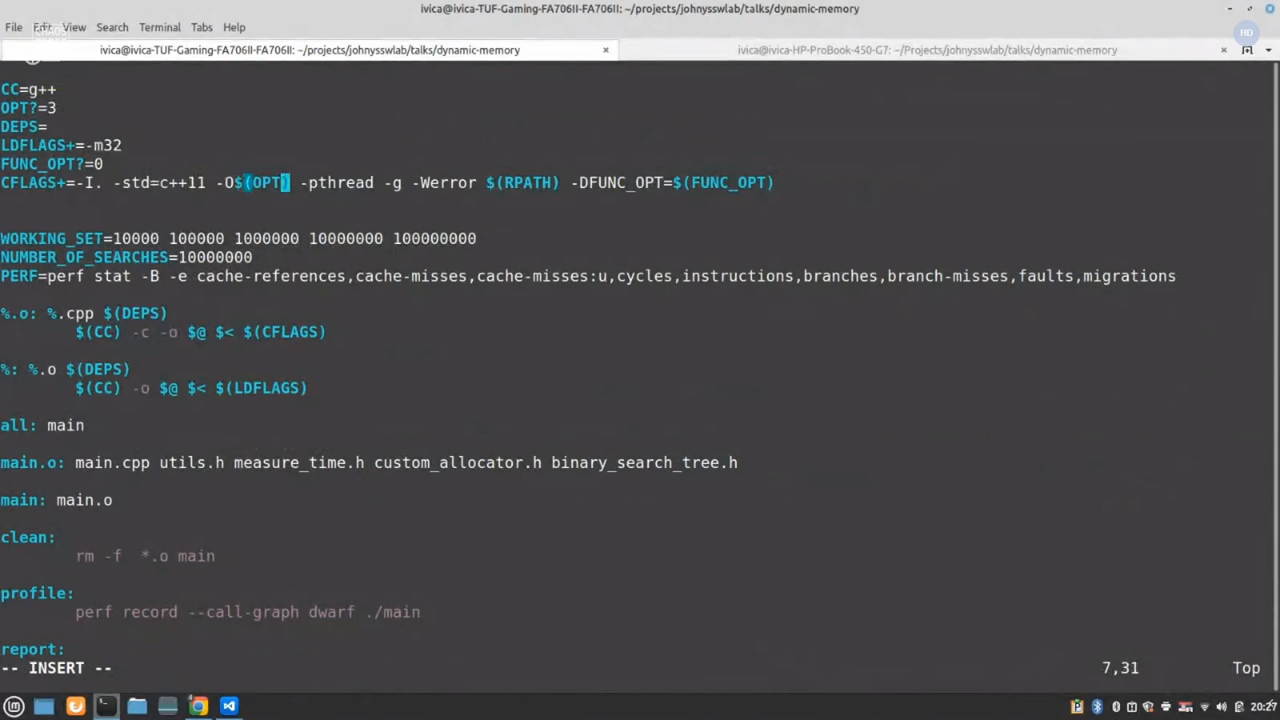 ivica@ivica-TUF-Gaming-FA706II-FA706II: ~/projects/johnysswlab/talks/dynamic-memory
File Edit View Search Terminal Tabs Help
HD
ivica@ivica-TUF-Gaming-FA706II-FA706II: ~/projects/johnysswlab/talks/dynamic-memory
ivica@ivica-HP-ProBook-450-G7: ~/Projects/johnysswlab/talks/dynamic-memory
CC=g++
OPT?=3
DEPS=
LDFLAGS+=-m32
FUNC_OPT?=0
CFLAGS+=-I. -std=c++11 -O$(OPT) -pthread -g -Werror $(RPATH) -DFUNC_OPT=$(FUNC_OPT)
WORKING_SET=10000 100000 1000000 10000000 100000000
NUMBER_OF_SEARCHES=10000000
PERF=perf stat -B -e cache-references,cache-misses,cache-misses:u,cycles,instructions,branches,branch-misses,faults,migrations
%.o: %.cpp $(DEPS)
$(CC) -c -o $@ $< $(CFLAGS)
%: %.o $(DEPS)
$(CC) -o $@ $< $(LDFLAGS)
all: main
main.o: main.cpp utils.h measure_time.h custom_allocator.h binary_search_tree.h
main: main.o
clean:
rm -f *.o main
profile:
perf record --call-graph dwarf ./main
report:
-- INSERT -- 7,31 Top
20:27